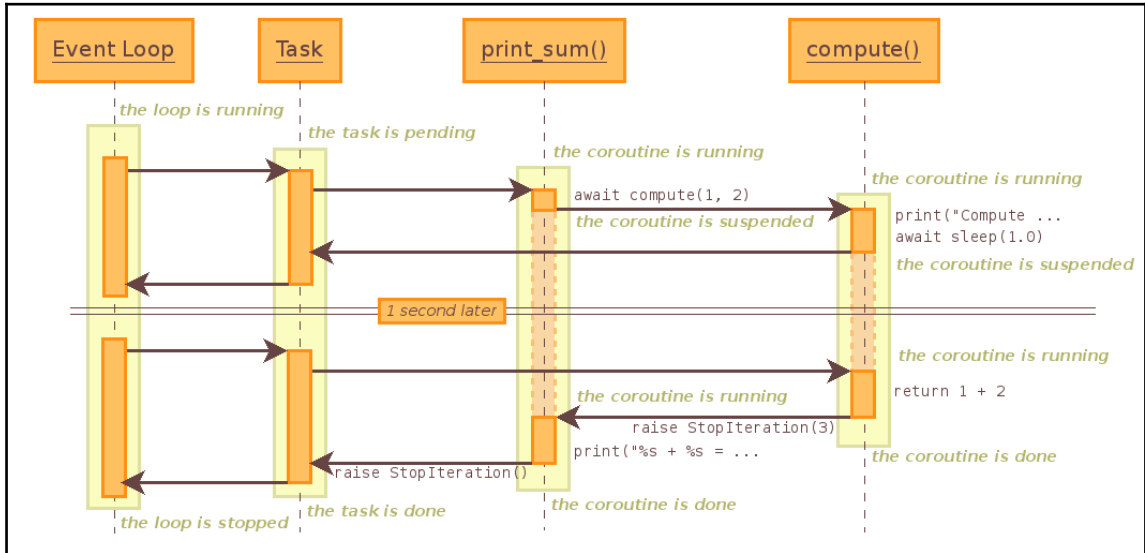 Event Loop
Task
print_sum()
compute()
the loop is running
the task is pending
the coroutine is running
the coroutine is running
await compute(1, 2)
print("Compute ...
the coroutine is suspended
await sleep(1.0)
the coroutine is suspended
1 second later
the coroutine is running
return 1 + 2
the coroutine is running
raise StopIteration(3)
print("%s + %s = ...
the coroutine is done
raise StopIteration()
the coroutine is done
the task is done
the loop is stopped